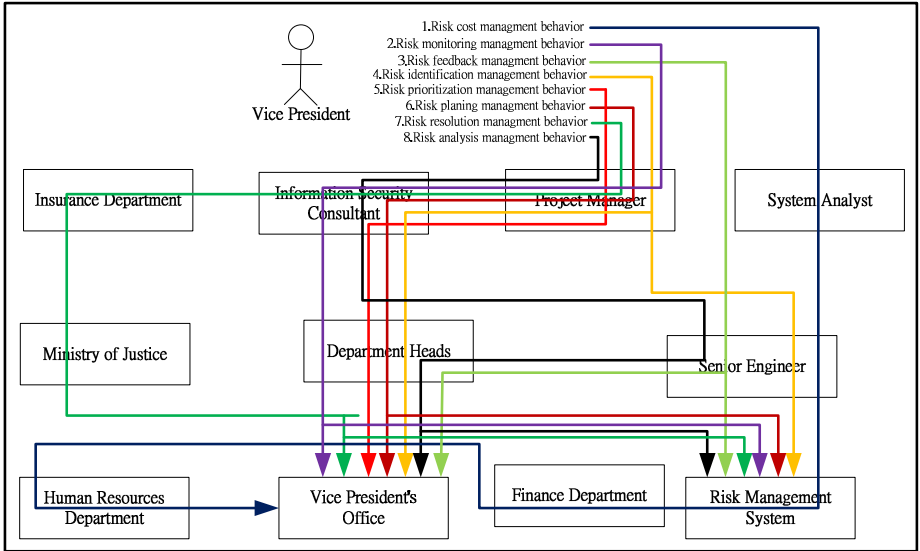 1.Risk cost managment behavior
2.Risk monitoring managment behavior
3.Risk feedback managment behavior
4.Risk identification management behavior
5.Risk prioritization management behavior
6.Risk planing managment behavior
7.Risk resolution managment behavior
8.Risk analysis managment behavior
Vice President
Insurance Department
Information Security
Consultant
Project Manager
System Analyst
Ministry of Justice
Department Heads
Senior Engineer
Human Resources
Department
Vice President's
Office
Finance Department
Risk Management
System